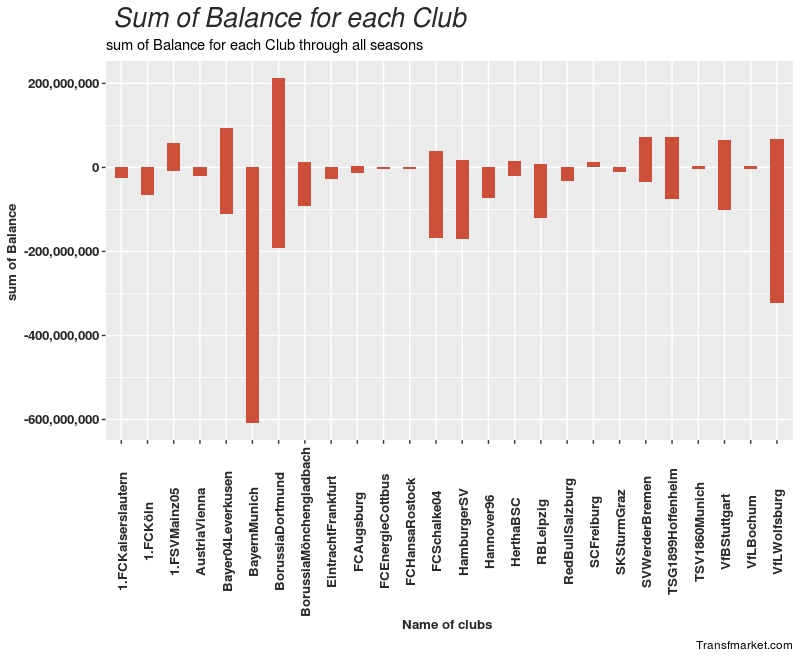 Sum of Balance for each Club
sum of Balance for each Club through all seasons
sum of Balance
200,000,000
0
-200,000,000
-400,000,000
-600,000,000
1.FCKaiserslautern
1.FCKöln
1.FSVMainz05
AustriaVienna
Bayer04Leverkusen
BayernMunich
BorussiaDortmund
BorussiaMönchengladbach
EintrachtFrankfurt
FCAugsburg
FCEnergieCottbus
FCHansaRostock
FCSchalke04
HamburgerSV
Hannover96
HerthaBSC
RBLeipzig
RedBullSalzburg
SCFreiburg
SKSturmGraz
SVWerderBremen
TSG1899Hoffenheim
TSV1860Munich
VfBStuttgart
VfLBochum
VfLWolfsburg
Name of clubs
Transfmarket.com